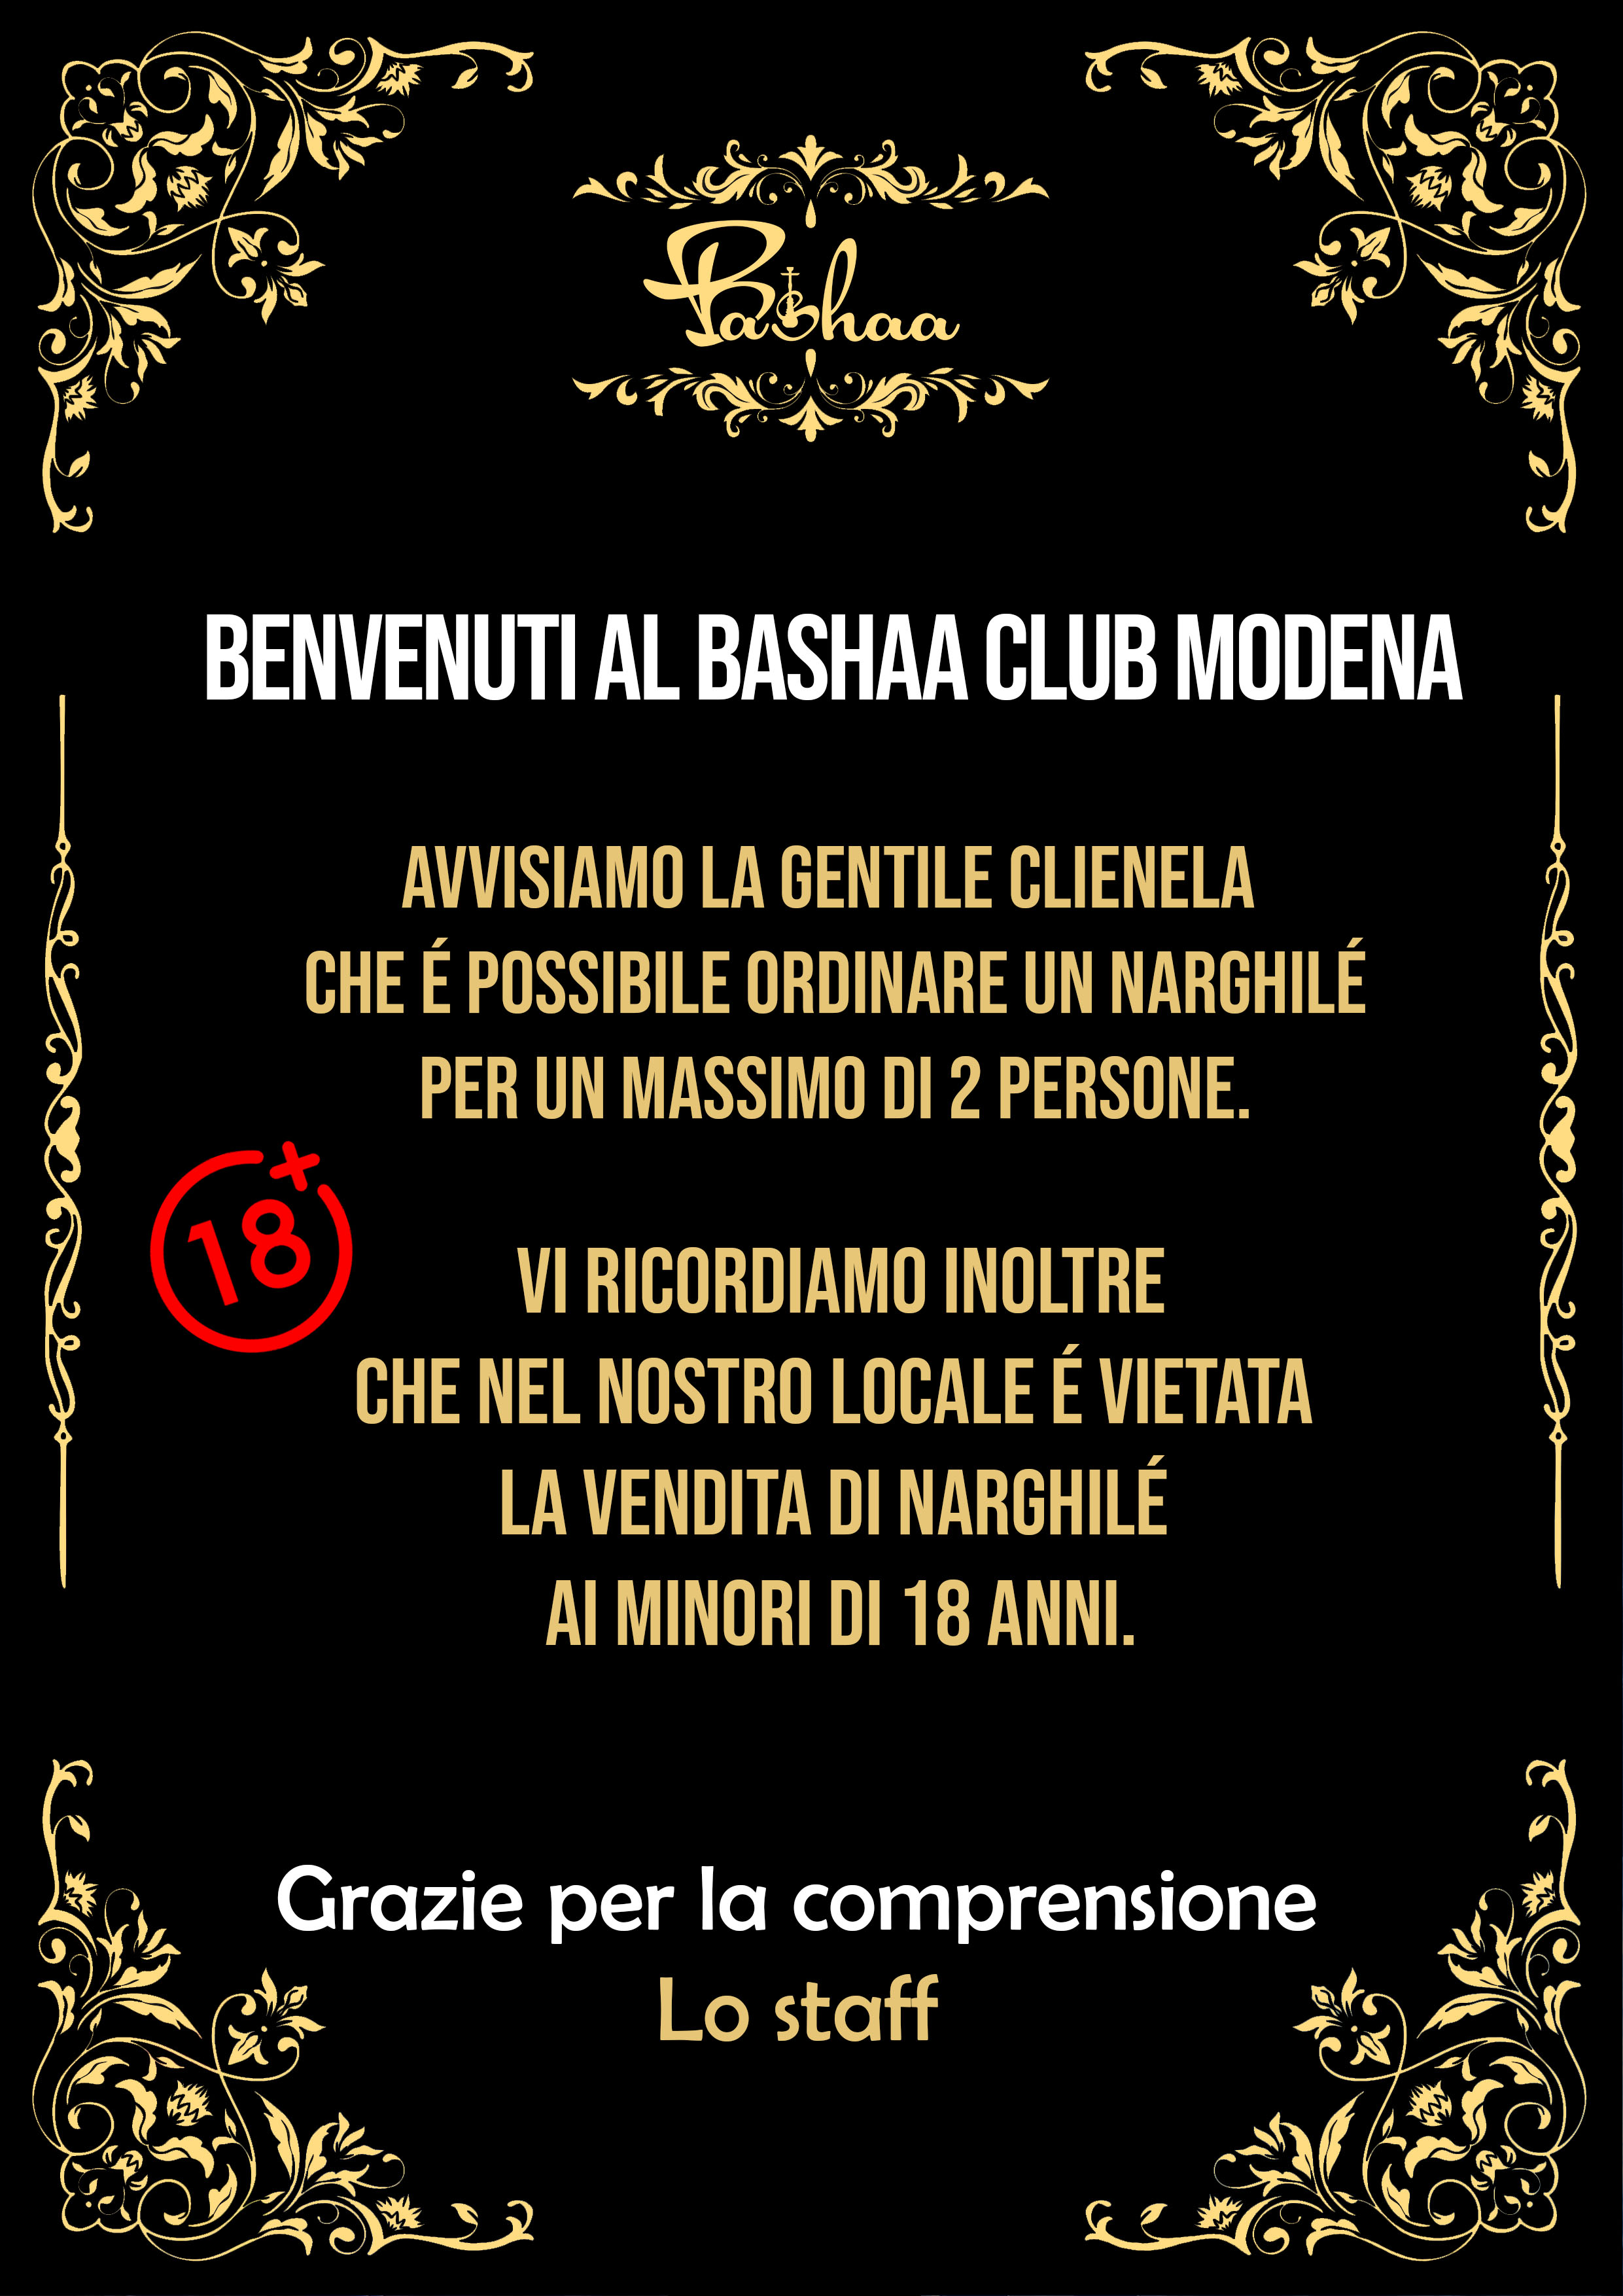 Bashaa
BENVENUTI AL BASHAA CLUB MODENA
AVVISIAMO LA GENTILE CLIENELA
CHE É POSSIBILE ORDINARE UN NARGHILÉ
PER UN MASSIMO DI 2 PERSONE.
18+
VI RICORDIAMO INOLTRE
CHE NEL NOSTRO LOCALE É VIETATA
LA VENDITA DI NARGHILÉ
AI MINORI DI 18 ANNI.
Grazie per la comprensione
Lo staff